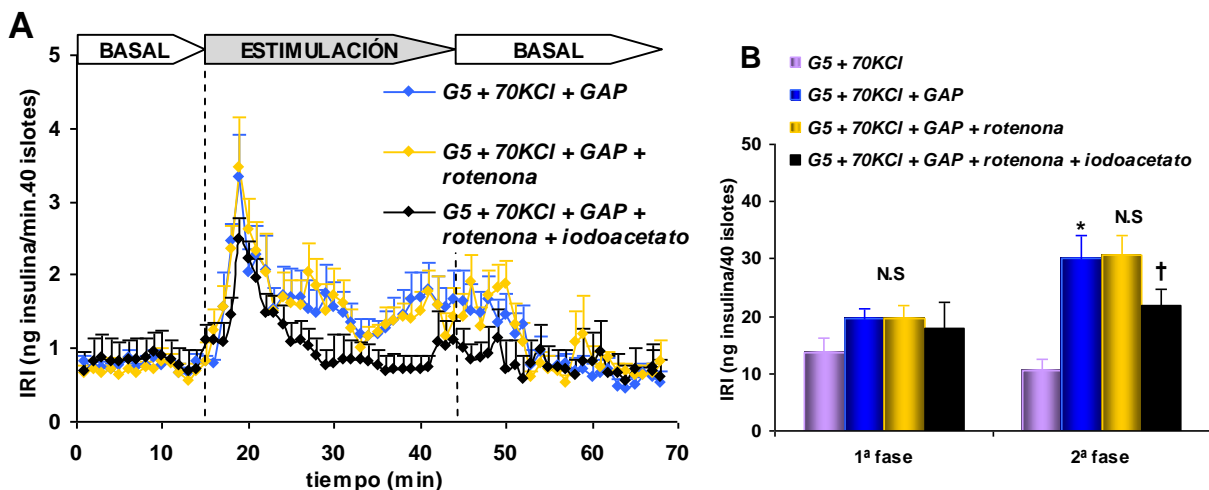 A
BASAL
ESTIMULACIÓN
BASAL
IRI (ng insulina/min.40 islotes)
5
4
3
2
1
0
G5 + 70KCl + GAP
G5 + 70KCl + GAP +
rotenona
G5 + 70KCl + GAP +
rotenona + iodoacetato
0
10
20
30
40
50
60
70
tiempo (min)
B
G5 + 70KCl
G5 + 70KCl + GAP
G5 + 70KCl + GAP + rotenona
G5 + 70KCl + GAP + rotenona + iodoacetato
IRI (ng insulina/40 islotes)
50
40
30
20
10
0
N.S
*
N.S
†
1ª fase
2ª fase